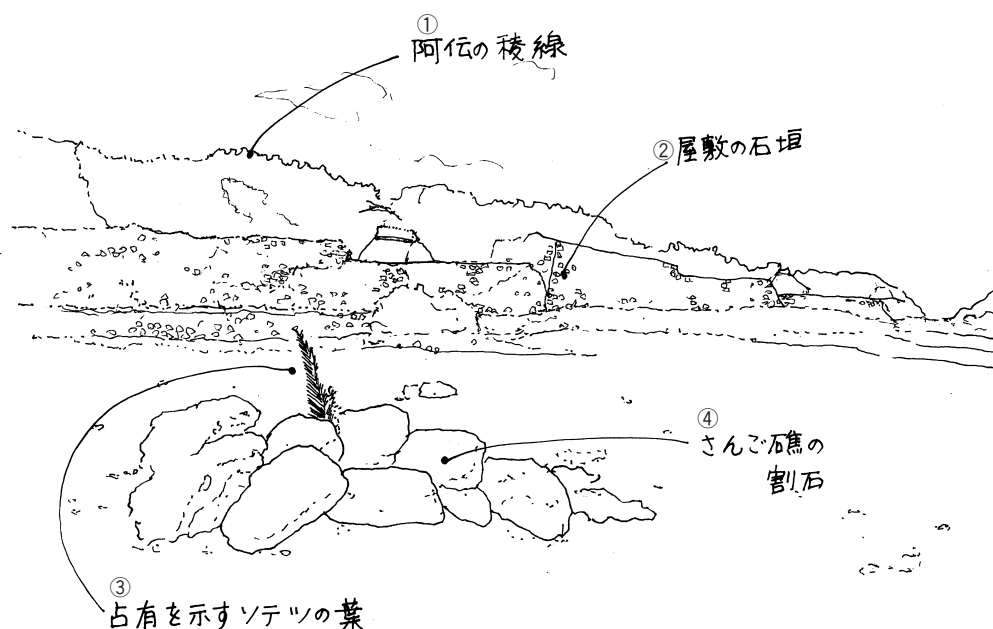 ①
阿伝の稜線
②屋敷の石垣
④
さんご礁の
割石
③
占有を示すソテツの葉